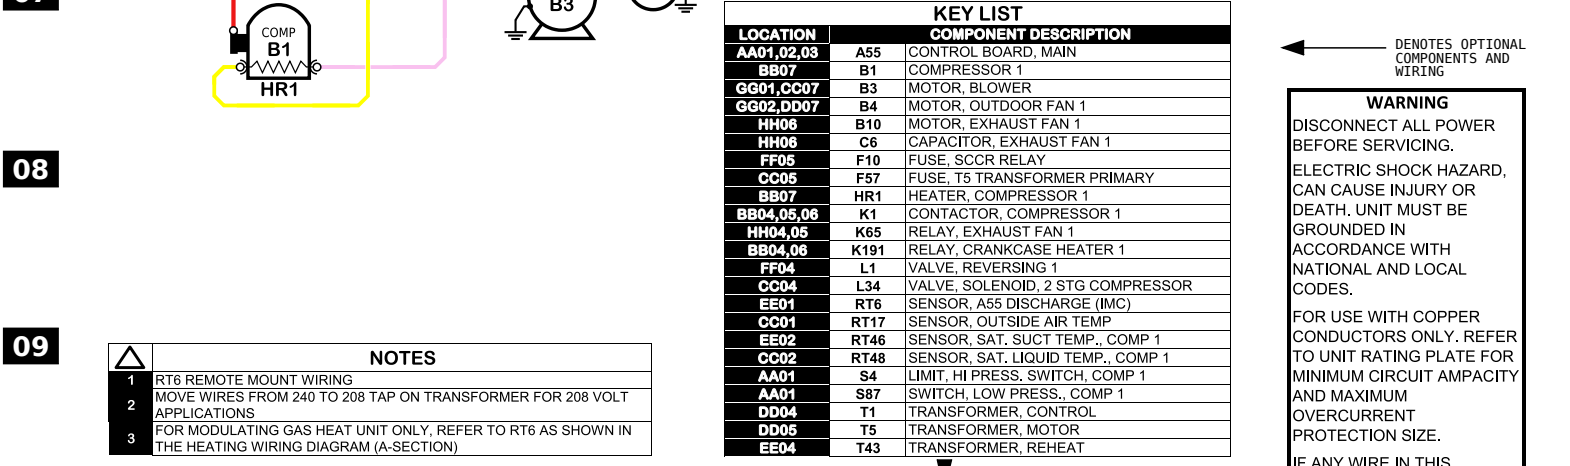 COMP
B1
HR1
B3
08
09
NOTES
1 RT6 REMOTE MOUNT WIRING
2 MOVE WIRES FROM 240 TO 208 TAP ON TRANSFORMER FOR 208 VOLT
APPLICATIONS
3 FOR MODULATING GAS HEAT UNIT ONLY, REFER TO RT6 AS SHOWN IN
THE HEATING WIRING DIAGRAM (A-SECTION)
KEY LIST
LOCATION COMPONENT DESCRIPTION
AA01,02,03 A55 CONTROL BOARD, MAIN
BB07 B1 COMPRESSOR 1
GG01,CC07 B3 MOTOR, BLOWER
GG02,DD07 B4 MOTOR, OUTDOOR FAN 1
HH06 B10 MOTOR, EXHAUST FAN 1
HH06 C6 CAPACITOR, EXHAUST FAN 1
FF05 F10 FUSE, SCCR RELAY
CC05 F57 FUSE, T5 TRANSFORMER PRIMARY
BB07 HR1 HEATER, COMPRESSOR 1
BB04,05,06 K1 CONTACTOR, COMPRESSOR 1
HH04,05 K65 RELAY, EXHAUST FAN 1
BB04,06 K191 RELAY, CRANKCASE HEATER 1
FF04 L1 VALVE, REVERSING 1
CC04 L34 VALVE, SOLENOID, 2 STG COMPRESSOR
EE01 RT6 SENSOR, A55 DISCHARGE (IMC)
CC01 RT17 SENSOR, OUTSIDE AIR TEMP
EE02 RT46 SENSOR, SAT. SUCT TEMP., COMP 1
CC02 RT48 SENSOR, SAT. LIQUID TEMP., COMP 1
AA01 S4 LIMIT, HI PRESS. SWITCH, COMP 1
AA01 S87 SWITCH, LOW PRESS., COMP 1
DD04 T1 TRANSFORMER, CONTROL
DD05 T5 TRANSFORMER, MOTOR
EE04 T43 TRANSFORMER, REHEAT
DENOTES OPTIONAL
COMPONENTS AND
WIRING
WARNING
DISCONNECT ALL POWER
BEFORE SERVICING.
ELECTRIC SHOCK HAZARD,
CAN CAUSE INJURY OR
DEATH. UNIT MUST BE
GROUNDED IN
ACCORDANCE WITH
NATIONAL AND LOCAL
CODES.
FOR USE WITH COPPER
CONDUCTORS ONLY. REFER
TO UNIT RATING PLATE FOR
MINIMUM CIRCUIT AMPACITY
AND MAXIMUM
OVERCURRENT
PROTECTION SIZE.
IF ANY WIRE IN THIS